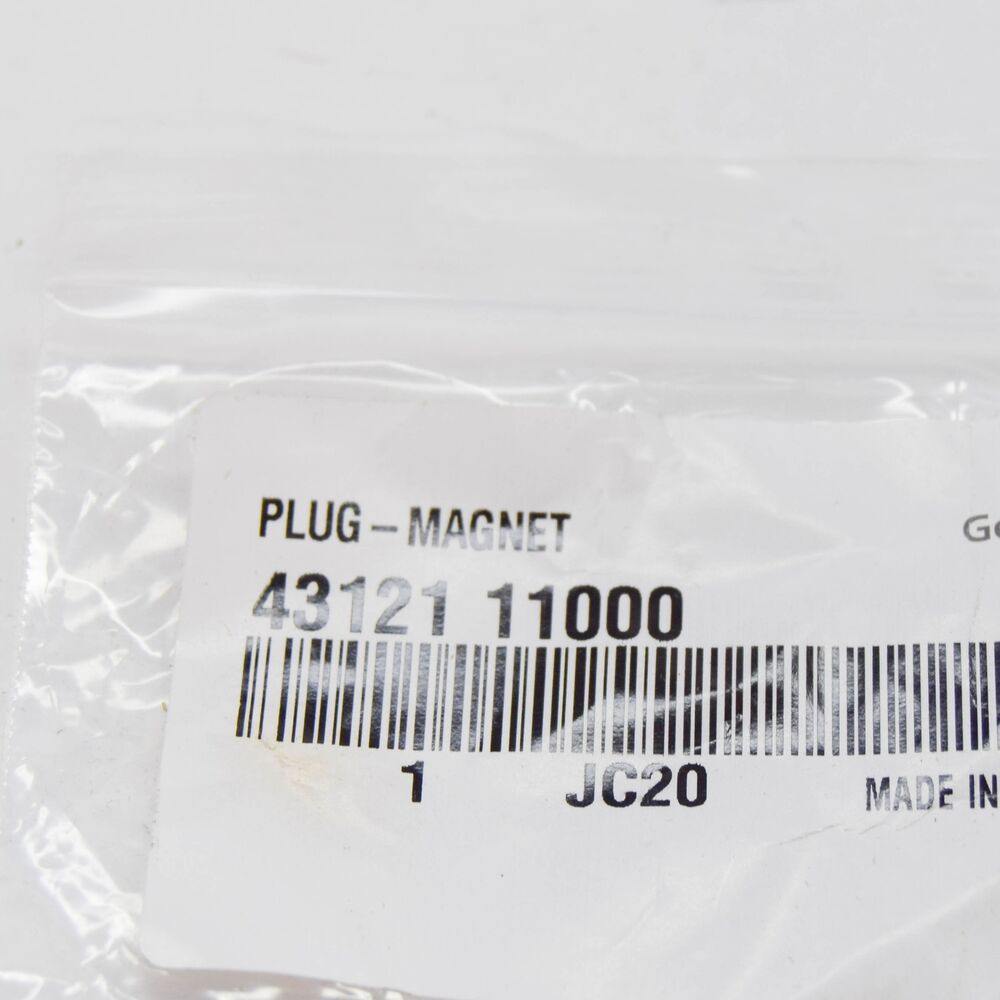 PLUG – MAGNET
43121 11000
1 JC20 MADE IN